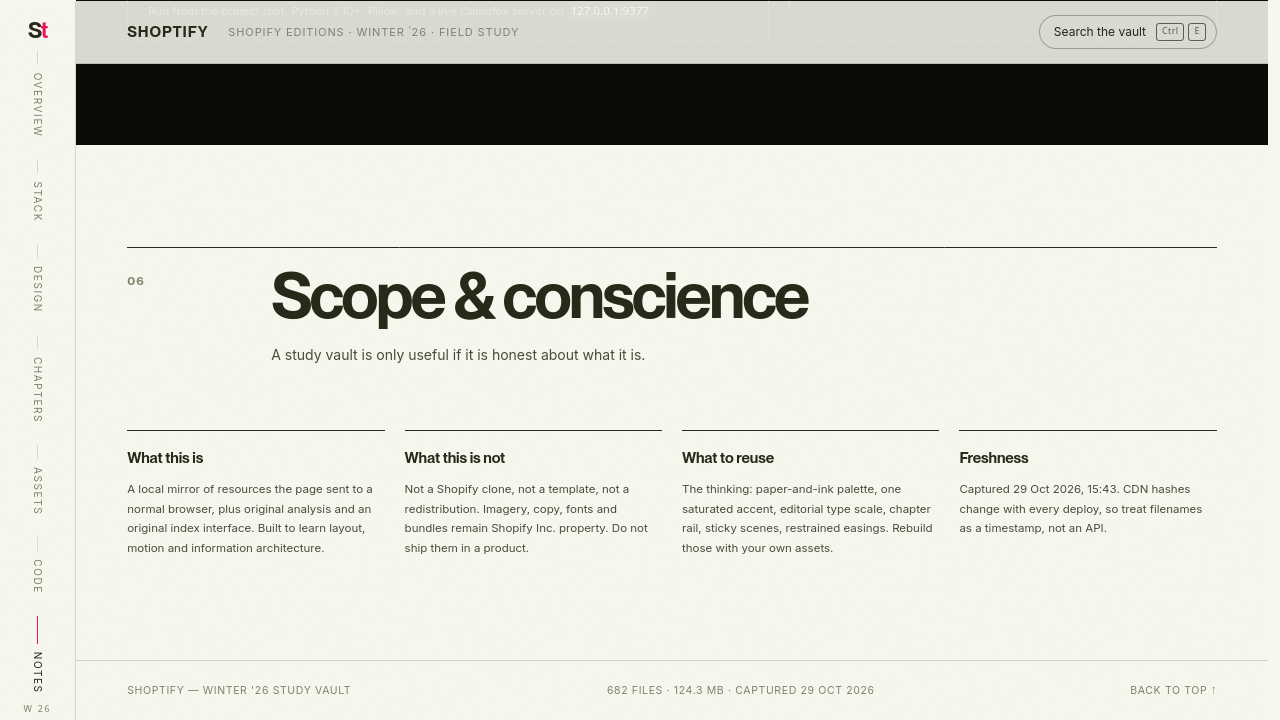 Run from the project root. Python 3.10+, Pillow, and a live Camofox server on 127.0.0.1:9377
St
SHOPTIFY
SHOPIFY EDITIONS · WINTER '26 · FIELD STUDY
Search the vault Ctrl E
OVERVIEW
STACK
DESIGN
CHAPTERS
ASSETS
CODE
NOTES
W 26
06
Scope & conscience
A study vault is only useful if it is honest about what it is.
What this is
A local mirror of resources the page sent to a
normal browser, plus original analysis and an
original index interface. Built to learn layout,
motion and information architecture.
What this is not
Not a Shopify clone, not a template, not a
redistribution. Imagery, copy, fonts and
bundles remain Shopify Inc. property. Do not
ship them in a product.
What to reuse
The thinking: paper-and-ink palette, one
saturated accent, editorial type scale, chapter
rail, sticky scenes, restrained easings. Rebuild
those with your own assets.
Freshness
Captured 29 Oct 2026, 15:43. CDN hashes
change with every deploy, so treat filenames
as a timestamp, not an API.
SHOPTIFY — WINTER '26 STUDY VAULT
682 FILES · 124.3 MB · CAPTURED 29 OCT 2026
BACK TO TOP ↑